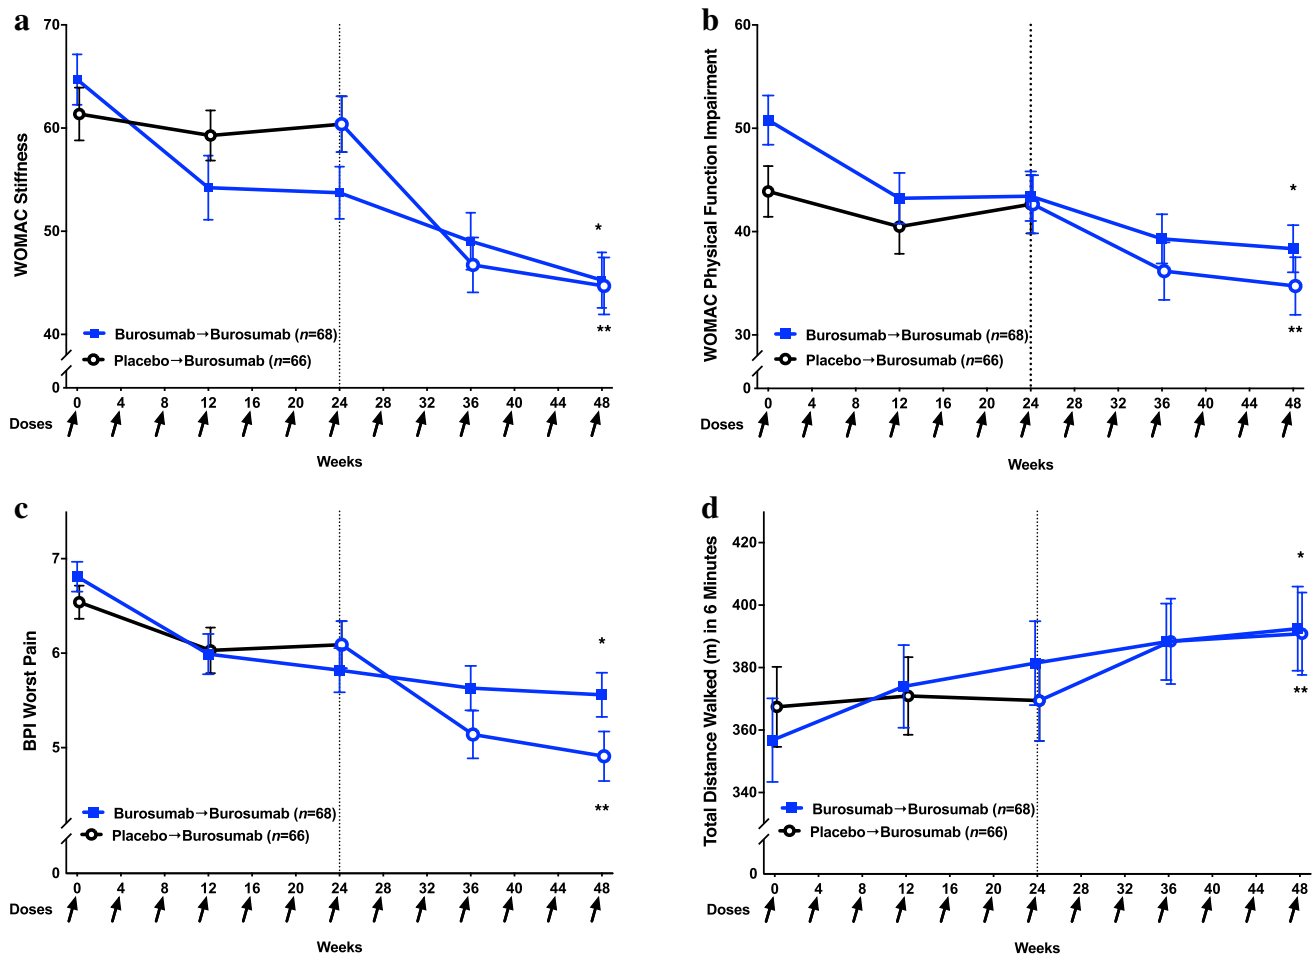 a
70
60
50
40
0
WOMAC Stiffness
*
**
Burosumab→Burosumab (n=68)
Placebo→Burosumab (n=66)
0 4 8 12 16 20 24 28 32 36 40 44 48
Doses
Weeks
b
60
50
40
30
0
WOMAC Physical Function Impairment
*
**
Burosumab→Burosumab (n=68)
Placebo→Burosumab (n=66)
0 4 8 12 16 20 24 28 32 36 40 44 48
Doses
Weeks
c
7
6
5
0
BPI Worst Pain
*
**
Burosumab→Burosumab (n=68)
Placebo→Burosumab (n=66)
0 4 8 12 16 20 24 28 32 36 40 44 48
Doses
Weeks
d
420
400
380
360
340
0
Total Distance Walked (m) in 6 Minutes
*
**
Burosumab→Burosumab (n=68)
Placebo→Burosumab (n=66)
0 4 8 12 16 20 24 28 32 36 40 44 48
Doses
Weeks